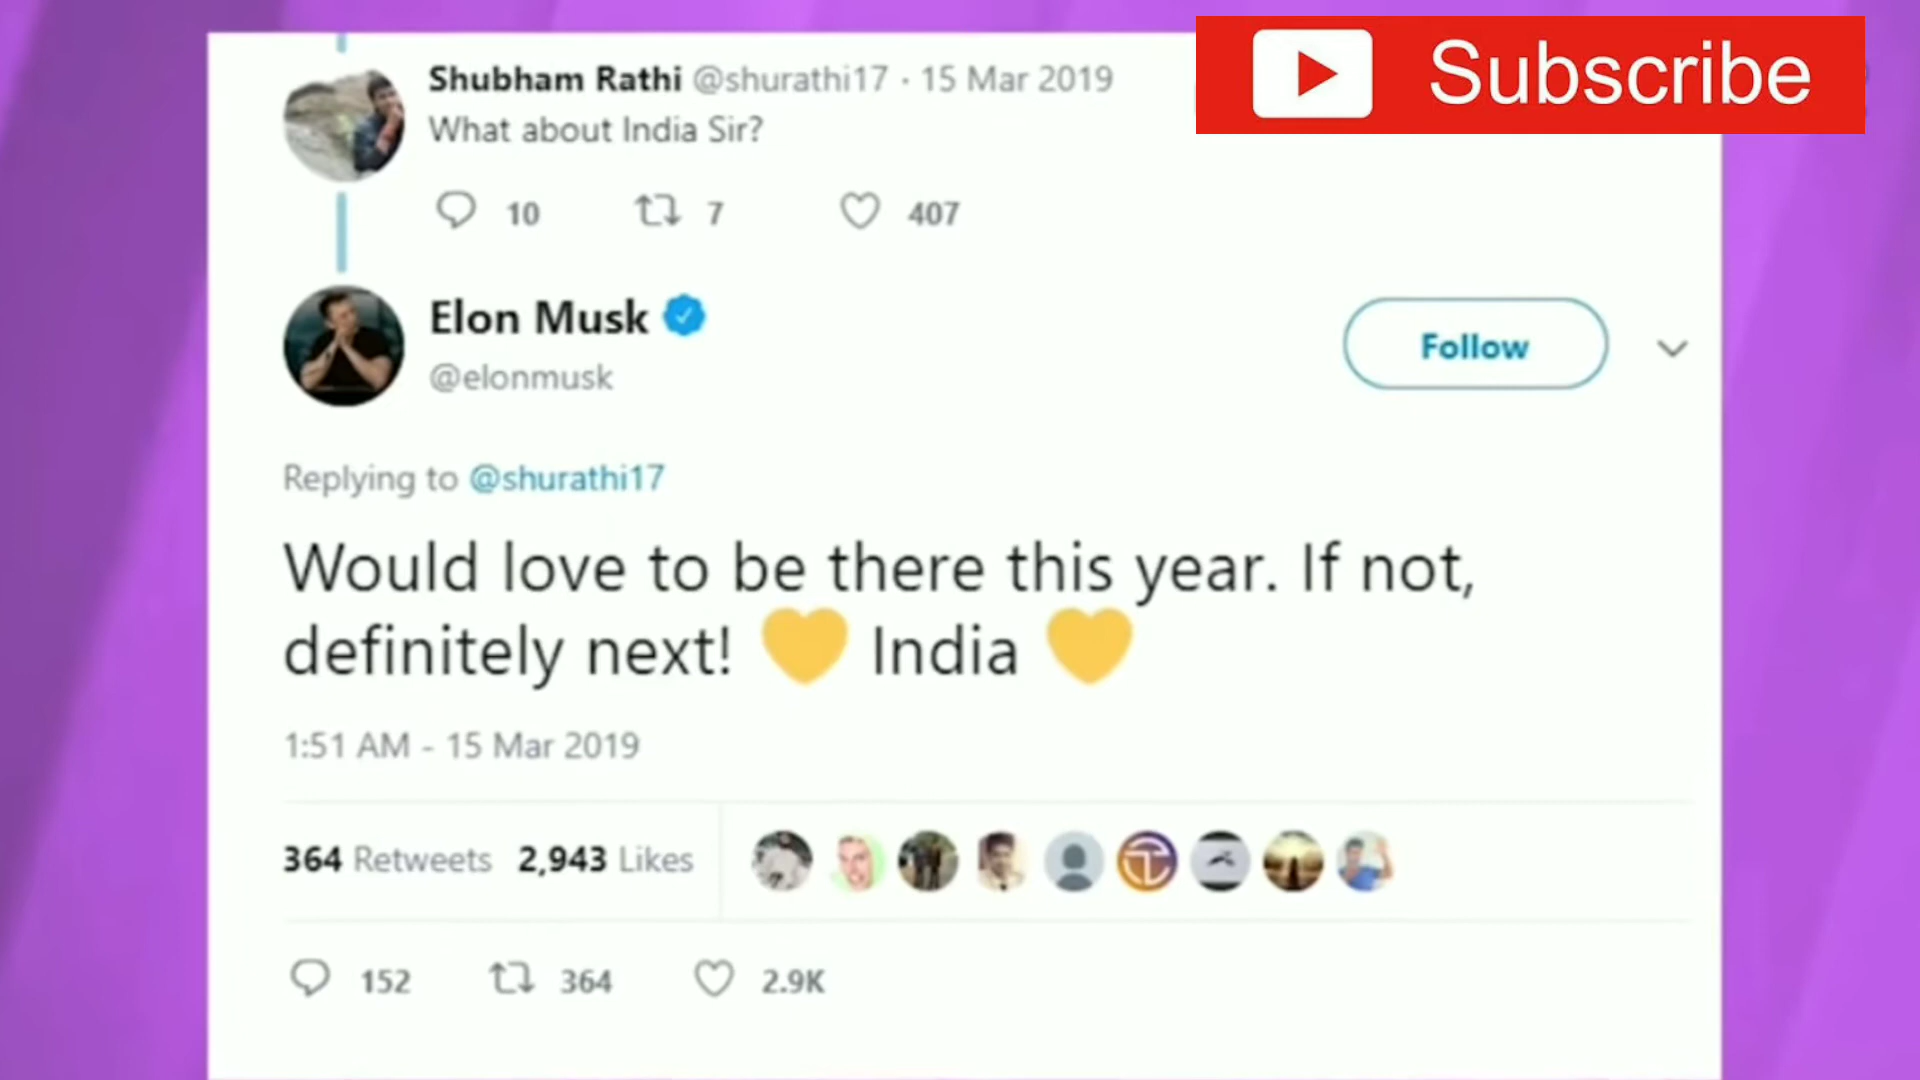 Subscribe
Shubham Rathi @shurathi17 · 15 Mar 2019
What about India Sir?
10 7 407
Elon Musk
@elonmusk
Follow
Replying to @shurathi17
Would love to be there this year. If not,
definitely next! 💛 India 💛
1:51 AM - 15 Mar 2019
364 Retweets 2,943 Likes
152 364 2.9K